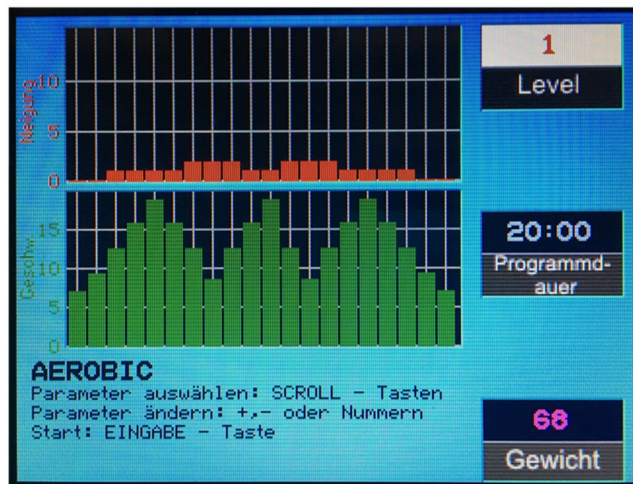 1
Level
Neigung
10
5
0
Geschw.
15
10
5
0
20:00
Programmd-
auer
AEROBIC
Parameter auswählen: SCROLL - Tasten
Parameter ändern: +,- oder Nummern
Start: EINGABE - Taste
68
Gewicht